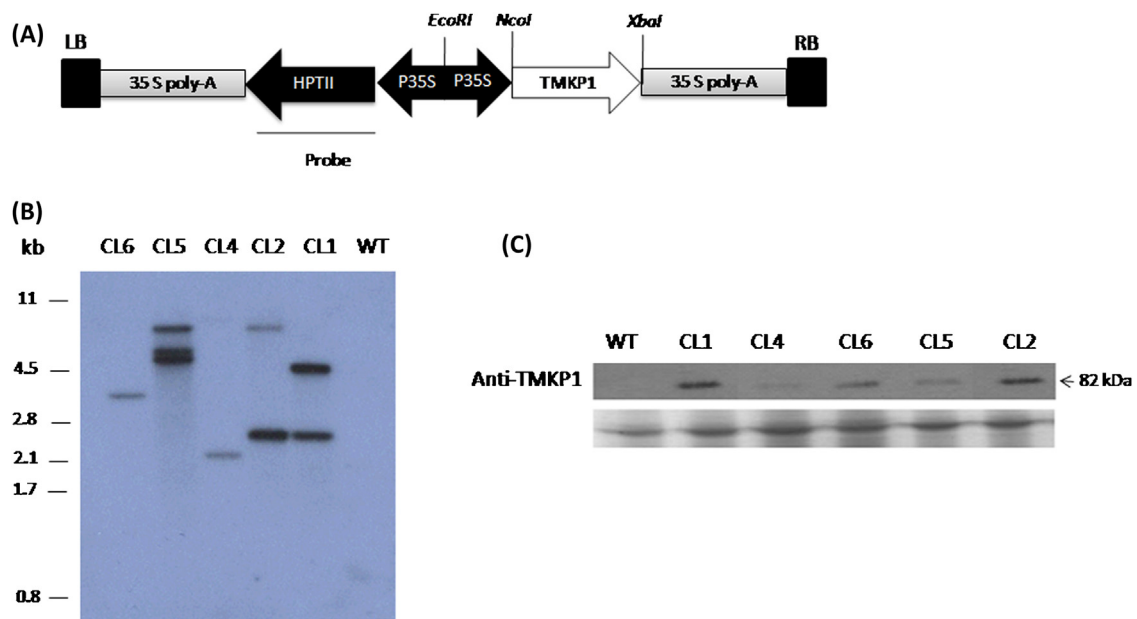 (A)
EcoRI NcoI XbaI
LB RB
35 S poly-A HPTII P35S P35S TMKP1 35 S poly-A
Probe
(B)
kb CL6 CL5 CL4 CL2 CL1 WT
11
4.5
2.8
2.1
1.7
0.8
(C)
WT CL1 CL4 CL6 CL5 CL2
Anti-TMKP1 ← 82 kDa